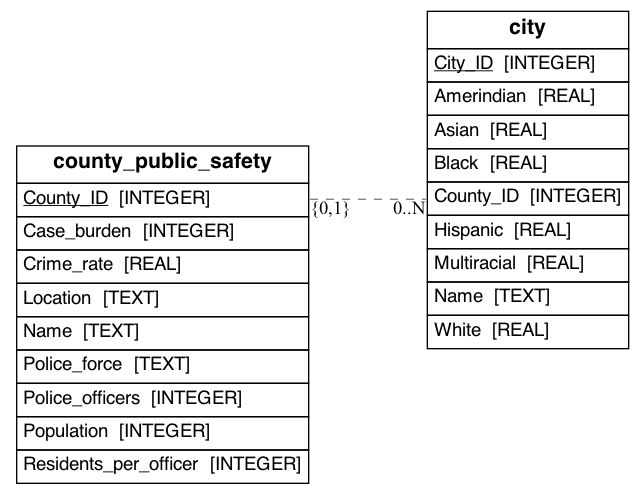 city
City_ID [INTEGER]
Amerindian [REAL]
Asian [REAL]
Black [REAL]
County_ID [INTEGER]
Hispanic [REAL]
Multiracial [REAL]
Name [TEXT]
White [REAL]
county_public_safety
County_ID [INTEGER]
Case_burden [INTEGER]
Crime_rate [REAL]
Location [TEXT]
Name [TEXT]
Police_force [TEXT]
Police_officers [INTEGER]
Population [INTEGER]
Residents_per_officer [INTEGER]
{0,1}
0..N